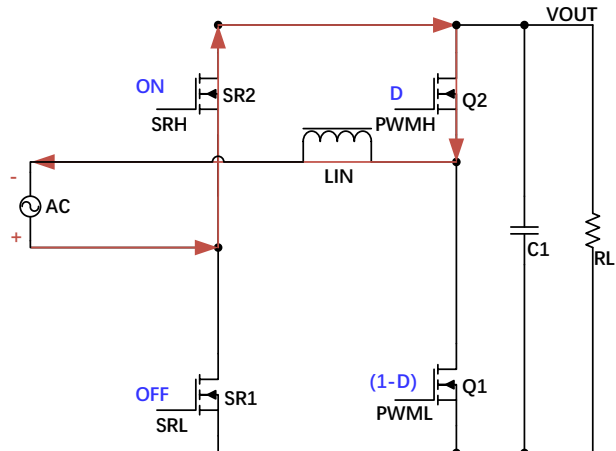 VOUT
ON
SR2
SRH
D
Q2
PWMH
-
AC
+
LIN
C1
RL
OFF
SR1
SRL
(1-D)
Q1
PWML